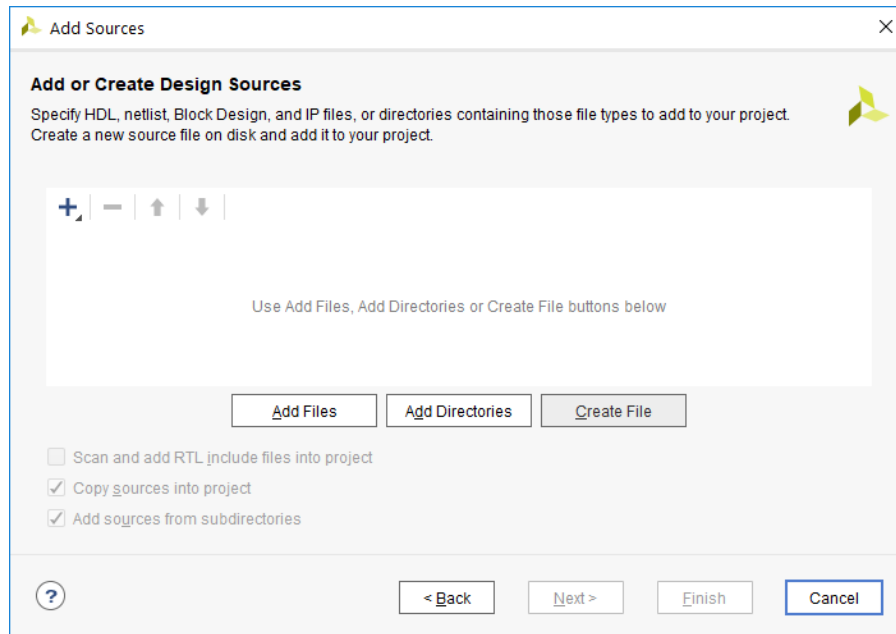 Add Sources
Add or Create Design Sources
Specify HDL, netlist, Block Design, and IP files, or directories containing those file types to add to your project.
Create a new source file on disk and add it to your project.
Use Add Files, Add Directories or Create File buttons below
Add Files
Add Directories
Create File
Scan and add RTL include files into project
Copy sources into project
Add sources from subdirectories
?
< Back
Next >
Finish
Cancel